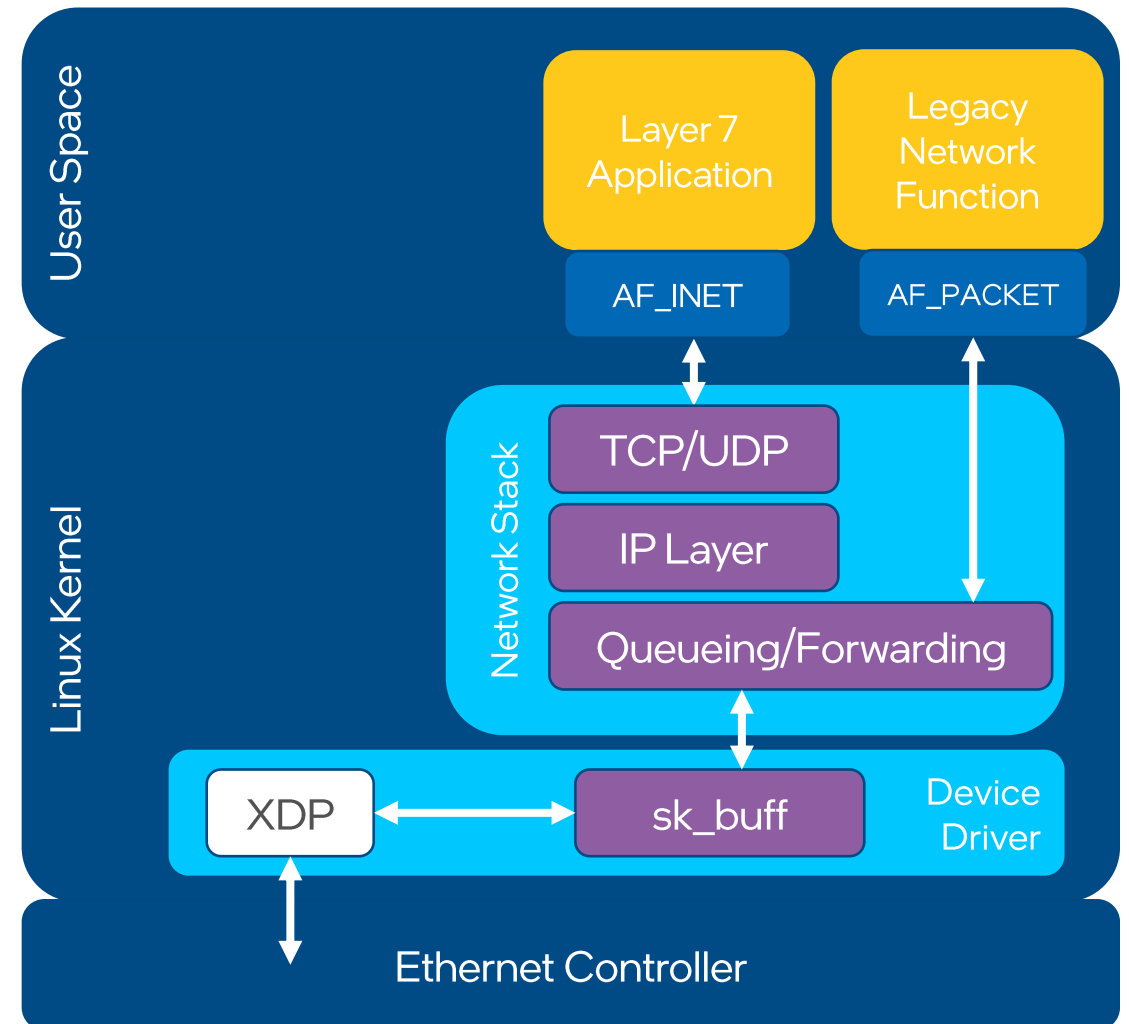 User Space
Layer 7
Application
Legacy
Network
Function
AF_INET
AF_PACKET
Linux Kernel
Network Stack
TCP/UDP
IP Layer
Queueing/Forwarding
XDP
sk_buff
Device
Driver
Ethernet Controller